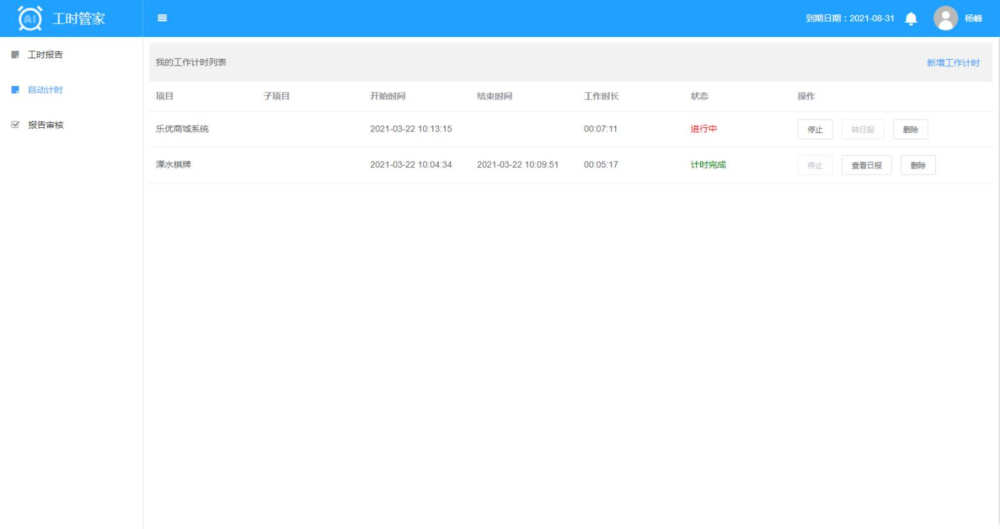 AI 工时管家 到期日期：2021-08-31 杨峰
工时报告
自动计时
报告审核
我的工作计时列表 新增工作计时
项目 子项目 开始时间 结束时间 工作时长 状态 操作
乐优商城系统 2021-03-22 10:13:15 00:07:11 进行中 停止 转日报 删除
溧水棋牌 2021-03-22 10:04:34 2021-03-22 10:09:51 00:05:17 计时完成 停止 查看日报 删除